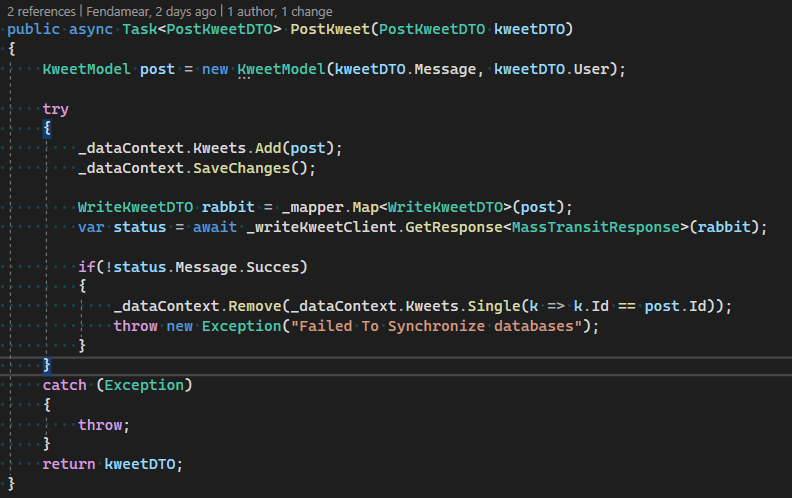 2 references | Fendamear, 2 days ago | 1 author, 1 change
public async Task<PostKweetDTO> PostKweet(PostKweetDTO kweetDTO)
{
KweetModel post = new KweetModel(kweetDTO.Message, kweetDTO.User);
try
{
_dataContext.Kweets.Add(post);
_dataContext.SaveChanges();
WriteKweetDTO rabbit = _mapper.Map<WriteKweetDTO>(post);
var status = await _writeKweetClient.GetResponse<MassTransitResponse>(rabbit);
if(!status.Message.Succes)
{
_dataContext.Remove(_dataContext.Kweets.Single(k => k.Id == post.Id));
throw new Exception("Failed To Synchronize databases");
}
}
catch (Exception)
{
throw;
}
return kweetDTO;
}